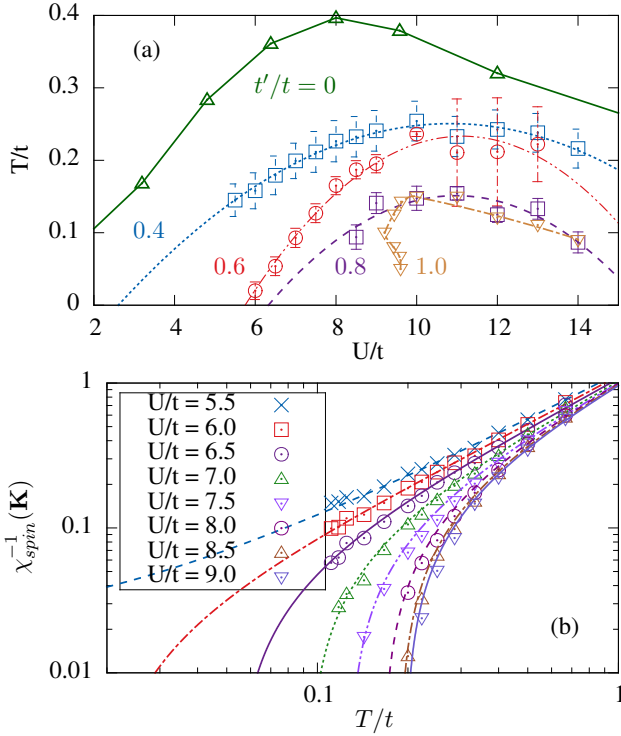 0.4
(a)
t′/t = 0
0.3
T/t
0.2
0.1
0.4
0.6
0.8
1.0
0
2 4 6 8 10 12 14
U/t
1
U/t = 5.5
U/t = 6.0
U/t = 6.5
U/t = 7.0
U/t = 7.5
U/t = 8.0
U/t = 8.5
U/t = 9.0
0.1
χ⁻¹spin(K)
(b)
0.01
0.1 1
T/t